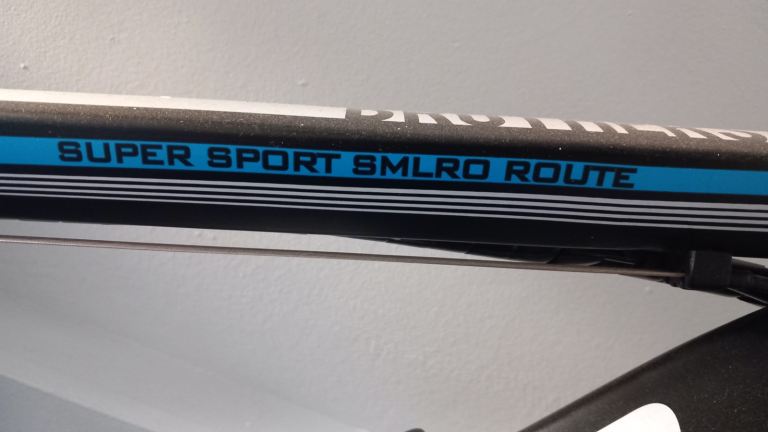 SUPER SPORT SMLRO ROUTE